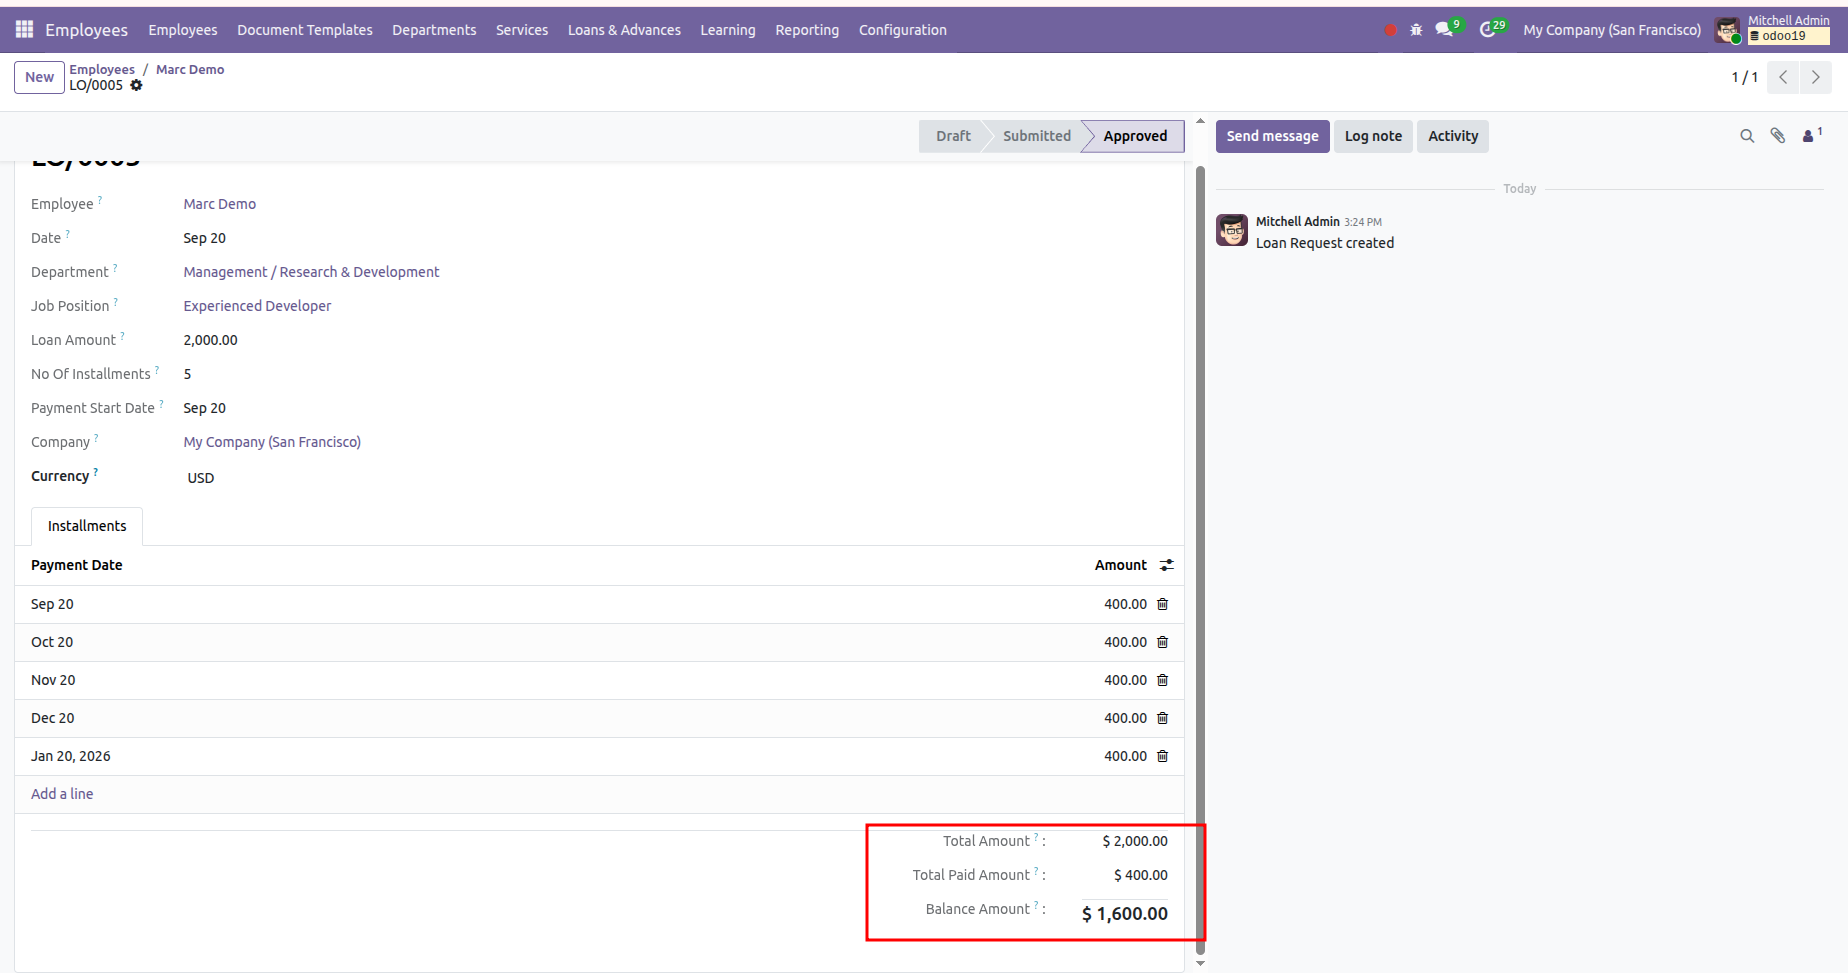 Employees Employees Document Templates Departments Services Loans & Advances Learning Reporting Configuration 9 29 My Company (San Francisco) Mitchell Admin
odoo19
New Employees / Marc Demo 1 / 1
LO/0005
Draft Submitted Approved Send message Log note Activity 1
LO/0005
Today
Employee ? Marc Demo
Mitchell Admin 3:24 PM
Loan Request created
Date ? Sep 20
Department ? Management / Research & Development
Job Position ? Experienced Developer
Loan Amount ? 2,000.00
No Of Installments ? 5
Payment Start Date ? Sep 20
Company ? My Company (San Francisco)
Currency ? USD
Installments
Payment Date Amount
Sep 20 400.00
Oct 20 400.00
Nov 20 400.00
Dec 20 400.00
Jan 20, 2026 400.00
Add a line
Total Amount ? : $ 2,000.00
Total Paid Amount ? : $ 400.00
Balance Amount ? : $ 1,600.00